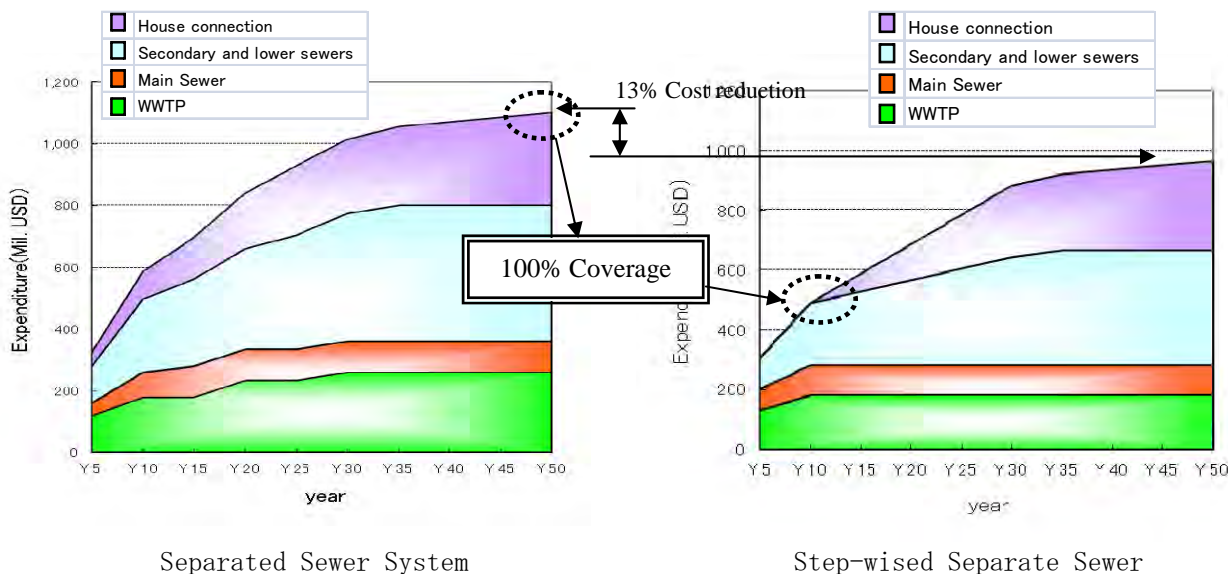 House connection
Secondary and lower sewers
Main Sewer
WWTP
1,200
1,000
800
600
400
200
0
Expenditure(Mil. USD)
Y5 Y10 Y15 Y20 Y25 Y30 Y35 Y40 Y45 Y50
year
Separated Sewer System
13% Cost reduction
100% Coverage
House connection
Secondary and lower sewers
Main Sewer
WWTP
800
600
400
200
0
USD)
Y5 Y10 Y15 Y20 Y25 Y30 Y35 Y40 Y45 Y50
year
Step-wised Separate Sewer